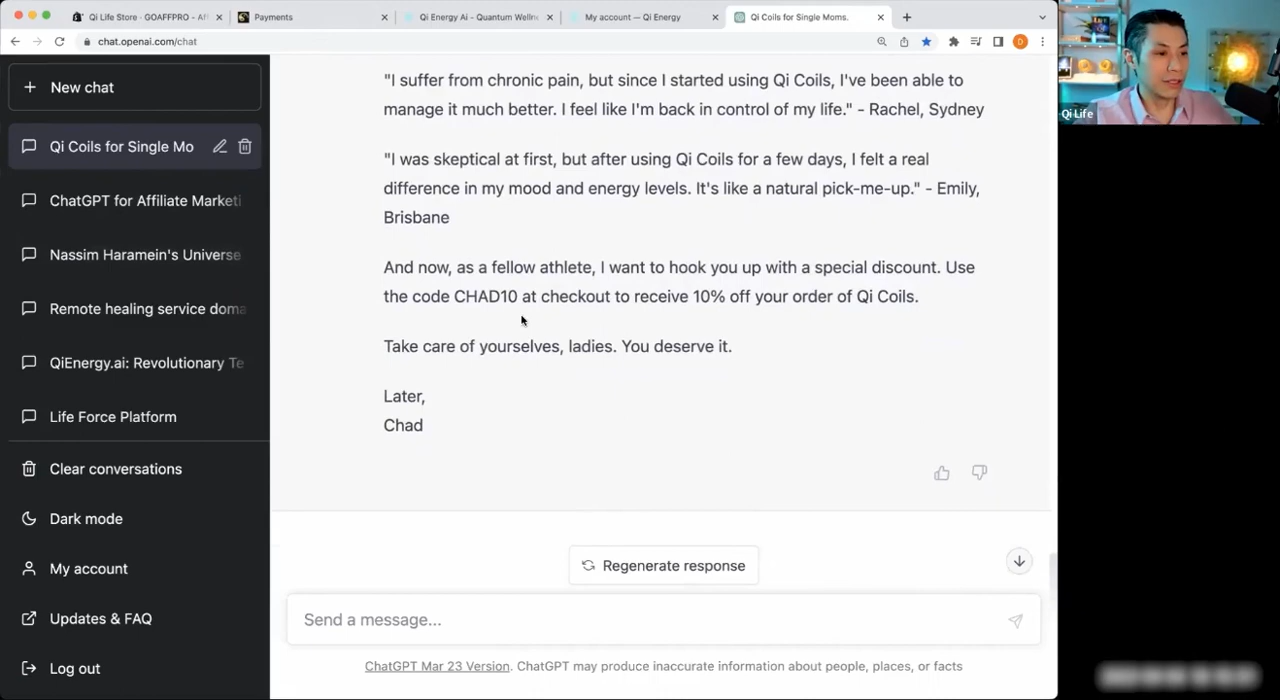 Qi Life Store - GOAFFPRO - Af
Payments
Qi Energy Ai - Quantum Welln
My account — Qi Energy
Qi Coils for Single Moms.
chat.openai.com/chat
D
New chat
Qi Coils for Single Mo
ChatGPT for Affiliate Marketi
Nassim Haramein's Universe
Remote healing service doma
QiEnergy.ai: Revolutionary Te
Life Force Platform
Clear conversations
Dark mode
My account
Updates & FAQ
Log out
"I suffer from chronic pain, but since I started using Qi Coils, I've been able to
manage it much better. I feel like I'm back in control of my life." - Rachel, Sydney
"I was skeptical at first, but after using Qi Coils for a few days, I felt a real
difference in my mood and energy levels. It's like a natural pick-me-up." - Emily,
Brisbane
And now, as a fellow athlete, I want to hook you up with a special discount. Use
the code CHAD10 at checkout to receive 10% off your order of Qi Coils.
Take care of yourselves, ladies. You deserve it.
Later,
Chad
Regenerate response
Send a message...
ChatGPT Mar 23 Version. ChatGPT may produce inaccurate information about people, places, or facts
Qi Life